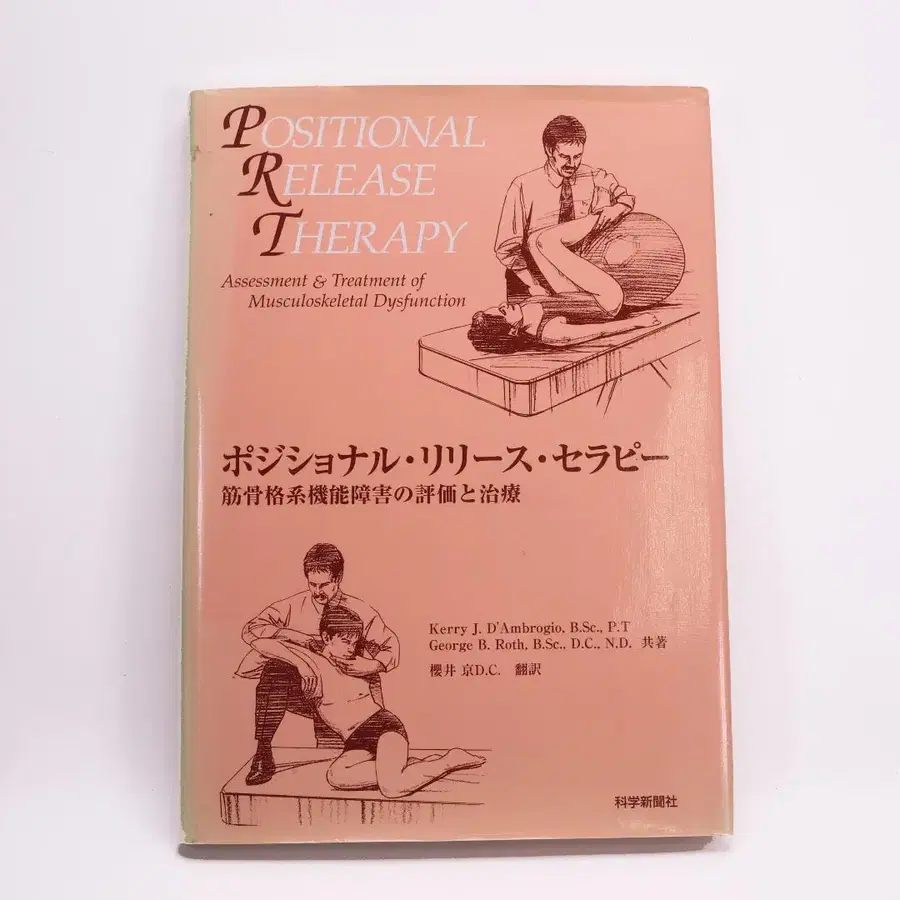 POSITIONAL
RELEASE
THERAPY
Assessment & Treatment of
Musculoskeletal Dysfunction
ポジショナル・リリース・セラピー
筋骨格系機能障害の評価と治療
Kerry J. D'Ambrogio, B.Sc., P.T
George B. Roth, B.Sc., D.C., N.D. 共著
櫻井 京D.C. 翻訳
科学新聞社